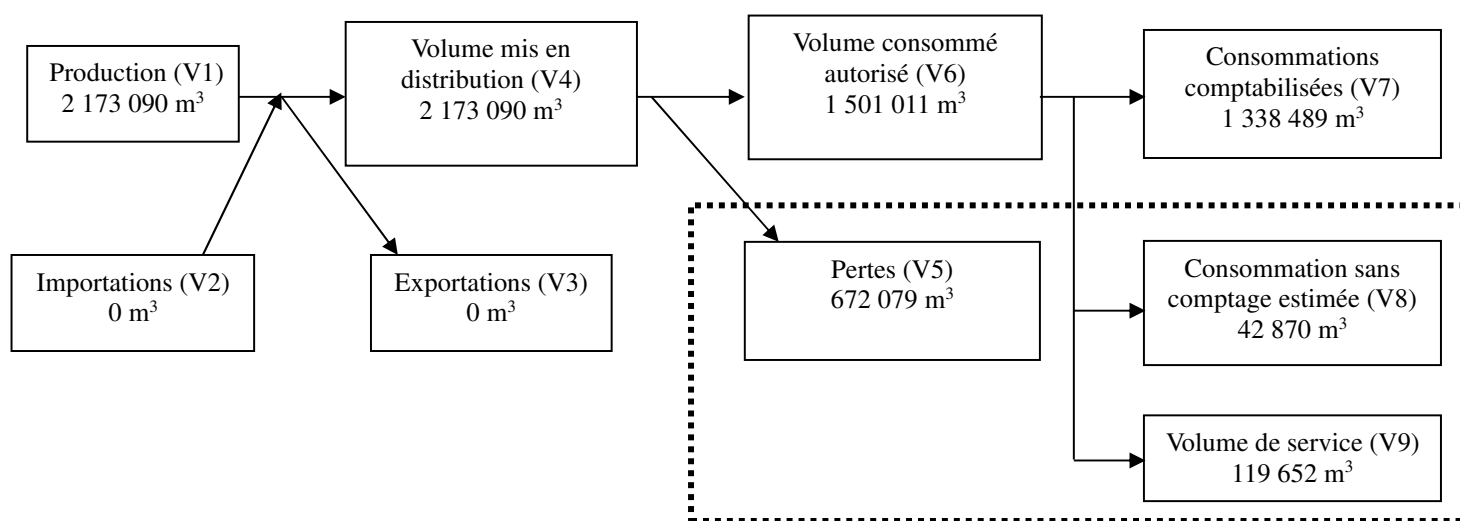 Production (V1)
2 173 090 m³
Volume mis en
distribution (V4)
2 173 090 m³
Volume consommé
autorisé (V6)
1 501 011 m³
Consommations
comptabilisées (V7)
1 338 489 m³
Importations (V2)
0 m³
Exportations (V3)
0 m³
Pertes (V5)
672 079 m³
Consommation sans
comptage estimée (V8)
42 870 m³
Volume de service (V9)
119 652 m³